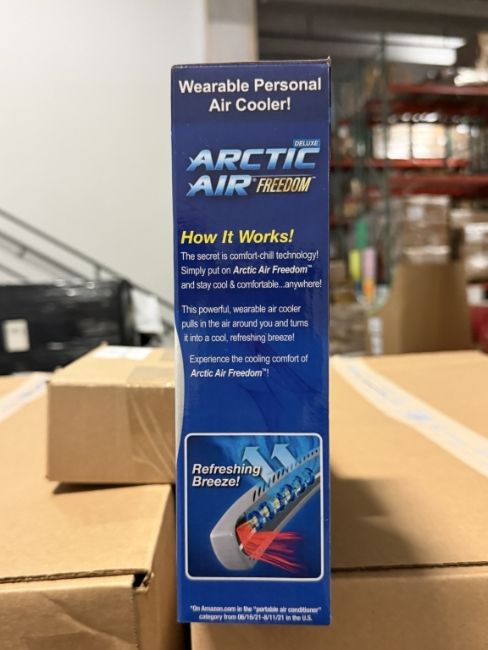 Wearable Personal
Air Cooler!
DELUXE
ARCTIC
AIR® FREEDOM™
How It Works!
The secret is comfort-chill technology!
Simply put on Arctic Air Freedom™
and stay cool & comfortable...anywhere!
This powerful, wearable air cooler
pulls in the air around you and turns
it into a cool, refreshing breeze!
Experience the cooling comfort of
Arctic Air Freedom™!
Refreshing
Breeze!
*On Amazon.com in the "portable air conditioner"
category from 06/16/21-8/11/21 in the U.S.